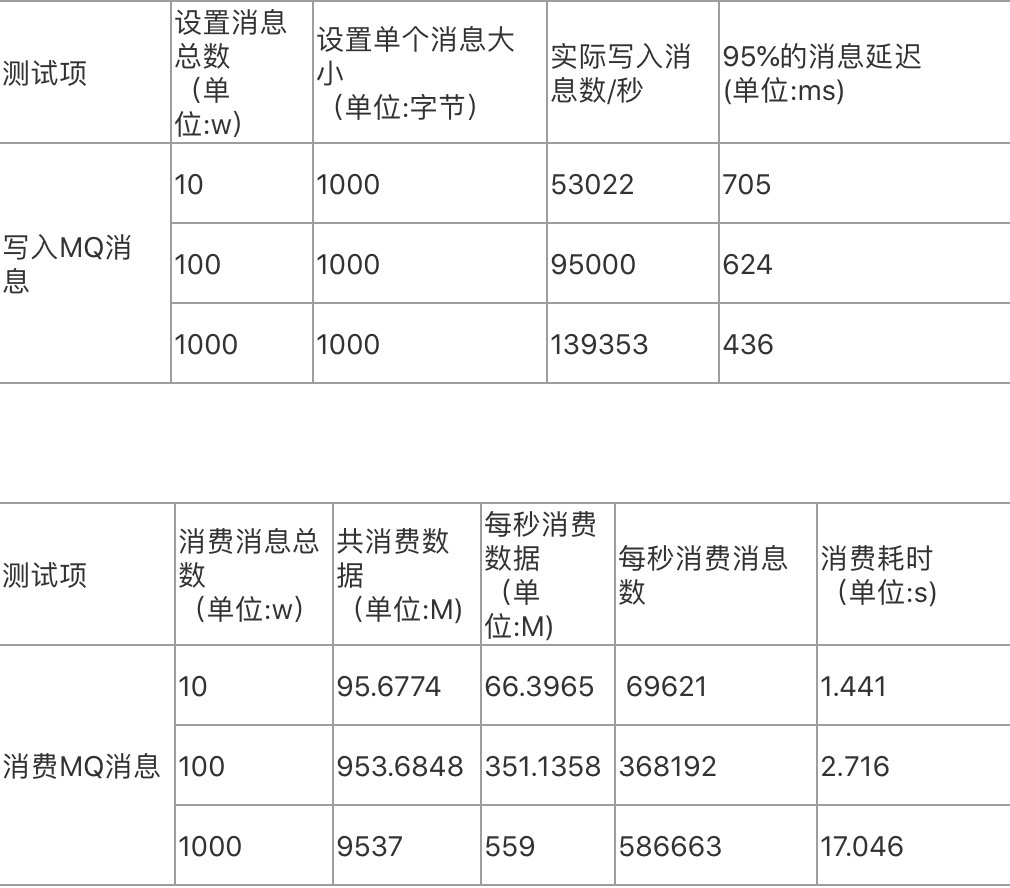 测试项
设置消息
总数
（单
位:w）
设置单个消息大
小
（单位:字节）
实际写入消
息数/秒
95%的消息延迟
(单位:ms)
写入MQ消
息
10
1000
53022
705
100
1000
95000
624
1000
1000
139353
436
测试项
消费消息总
数
（单位:w）
共消费数
据
（单位:M)
每秒消费
数据
（单
位:M)
每秒消费消息
数
消费耗时
（单位:s)
消费MQ消息
10
95.6774
66.3965
69621
1.441
100
953.6848
351.1358
368192
2.716
1000
9537
559
586663
17.046